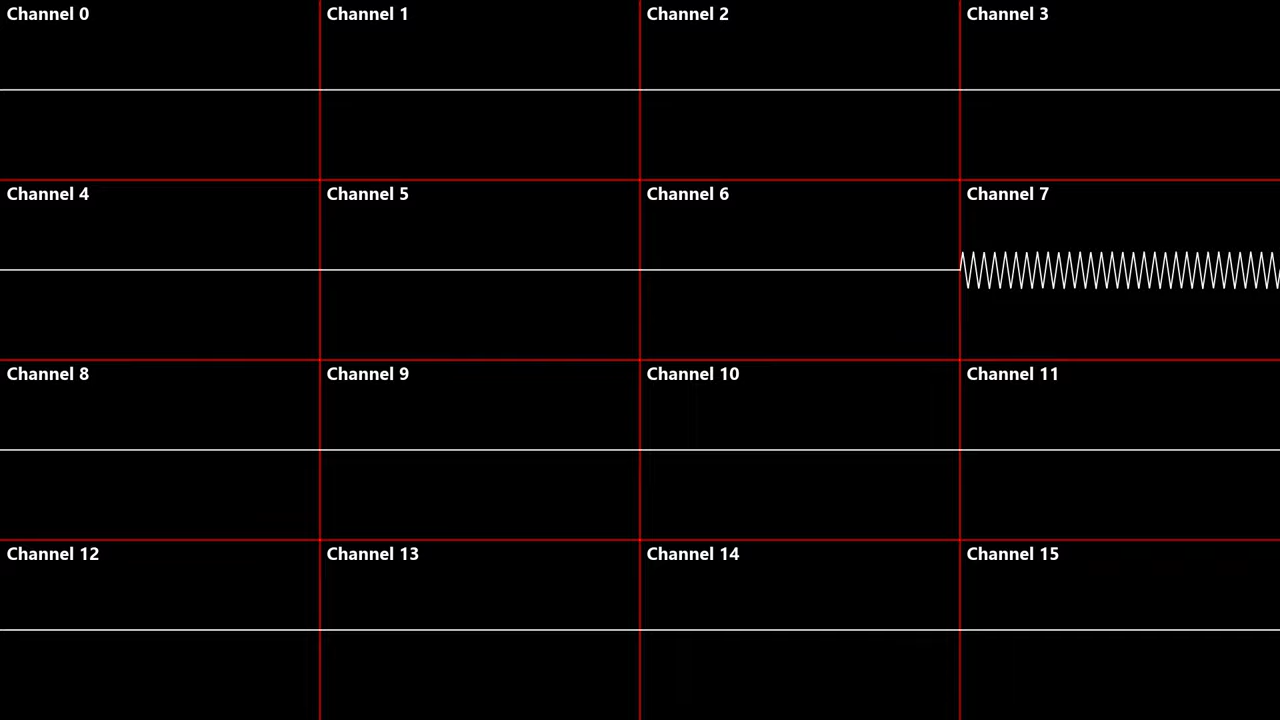 Channel 0
Channel 1
Channel 2
Channel 3
Channel 4
Channel 5
Channel 6
Channel 7
Channel 8
Channel 9
Channel 10
Channel 11
Channel 12
Channel 13
Channel 14
Channel 15